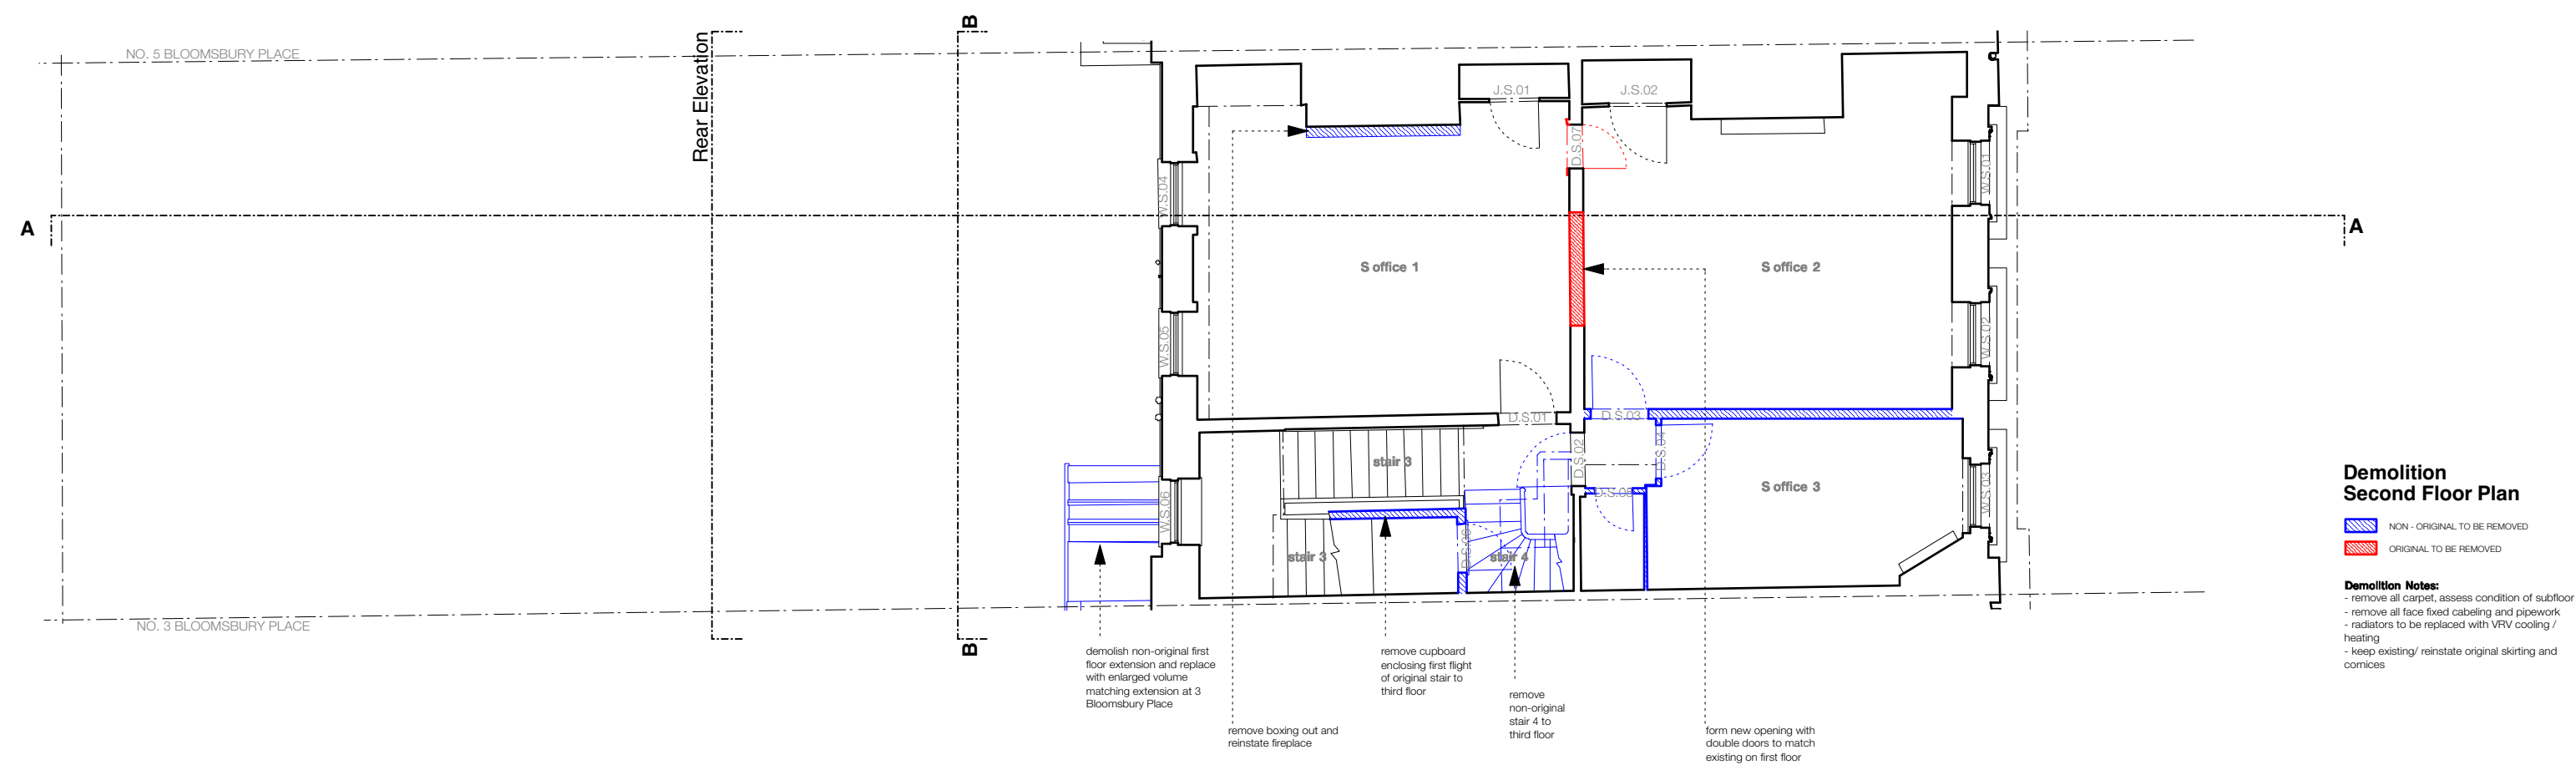 B
NO. 5 BLOOMSBURY PLACE
Rear Elevation
J.S.01
J.S.02
D.S.07
W.S.01
W.S.04
A
A
S office 1
S office 2
W.S.05
W.S.02
D.S.01
D.S.03
D.S.02
D.S.04
stair 3
S office 3
D.S.05
W.S.06
W.S.03
D.S.06
stair 3
stair 4
NO. 3 BLOOMSBURY PLACE
B
demolish non-original first
floor extension and replace
with enlarged volume
matching extension at 3
Bloomsbury Place
remove cupboard
enclosing first flight
of original stair to
third floor
remove
non-original
stair 4 to
third floor
remove boxing out and
reinstate fireplace
form new opening with
double doors to match
existing on first floor
Demolition
Second Floor Plan
NON - ORIGINAL TO BE REMOVED
ORIGINAL TO BE REMOVED
Demolition Notes:
- remove all carpet, assess condition of subfloor
- remove all face fixed cabeling and pipework
- radiators to be replaced with VRV cooling /
heating
- keep existing/ reinstate original skirting and
cornices